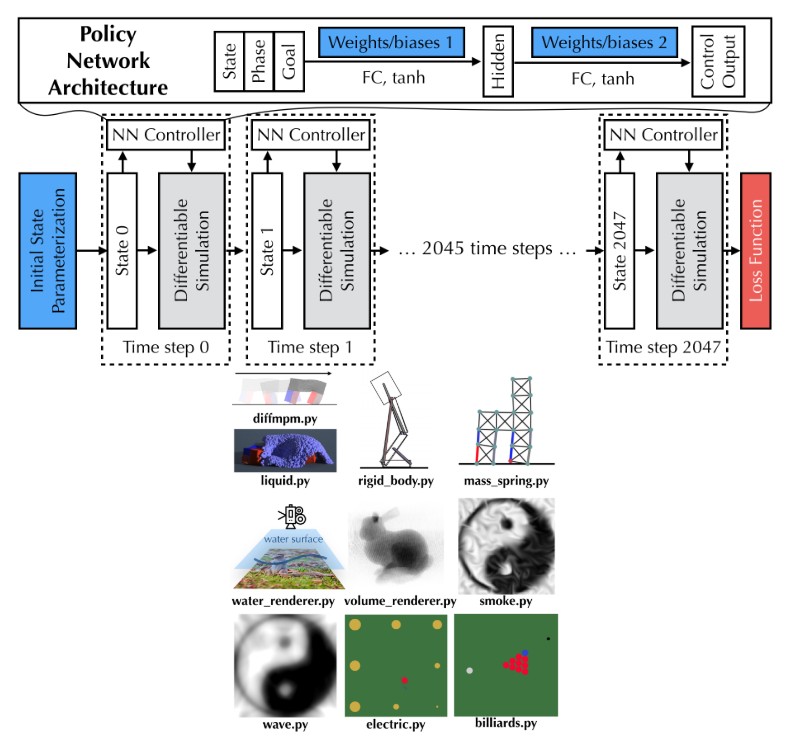 Policy
Network
Architecture
State
Phase
Goal
Weights/biases 1
FC, tanh
Hidden
Weights/biases 2
FC, tanh
Control
Output
NN Controller
NN Controller
NN Controller
Initial State
Parameterization
State 0
Differentiable
Simulation
State 1
Differentiable
Simulation
... 2045 time steps ...
State 2047
Differentiable
Simulation
Loss Function
Time step 0
Time step 1
Time step 2047
diffmpm.py
liquid.py
rigid_body.py
mass_spring.py
water surface
water_renderer.py
volume_renderer.py
smoke.py
wave.py
electric.py
billiards.py